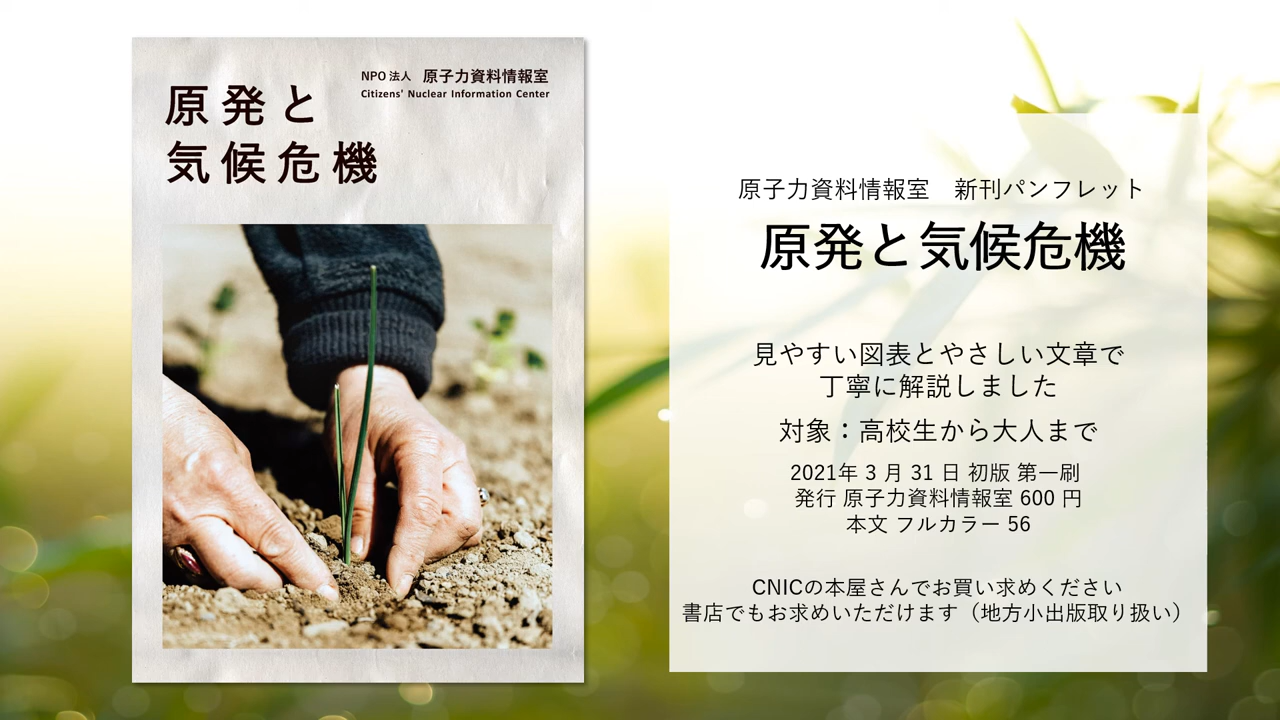 原発と
気候危機
NPO法人 原子力資料情報室
Citizens' Nuclear Information Center
原子力資料情報室 新刊パンフレット
原発と気候危機
見やすい図表とやさしい文章で
丁寧に解説しました
対象：高校生から大人まで
2021年 3 月 31 日 初版 第一刷
発行 原子力資料情報室 600 円
本文 フルカラー 56
CNICの本屋さんでお買い求めください
書店でもお求めいただけます（地方小出版取り扱い）